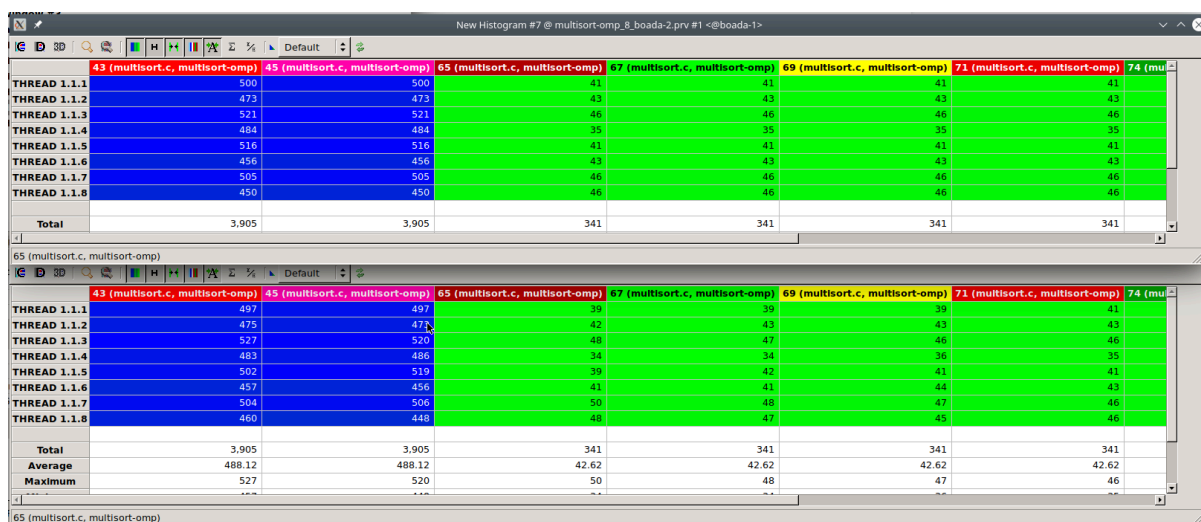 New Histogram #7 @ multisort-omp_8_boada-2.prv #1 <@boada-1>
3D Default
43 (multisort.c, multisort-omp) 45 (multisort.c, multisort-omp) 65 (multisort.c, multisort-omp) 67 (multisort.c, multisort-omp) 69 (multisort.c, multisort-omp) 71 (multisort.c, multisort-omp) 74 (mu
THREAD 1.1.1 500 500 41 41 41 41
THREAD 1.1.2 473 473 43 43 43 43
THREAD 1.1.3 521 521 46 46 46 46
THREAD 1.1.4 484 484 35 35 35 35
THREAD 1.1.5 516 516 41 41 41 41
THREAD 1.1.6 456 456 43 43 43 43
THREAD 1.1.7 505 505 46 46 46 46
THREAD 1.1.8 450 450 46 46 46 46
Total 3,905 3,905 341 341 341 341
65 (multisort.c, multisort-omp)
3D Default
43 (multisort.c, multisort-omp) 45 (multisort.c, multisort-omp) 65 (multisort.c, multisort-omp) 67 (multisort.c, multisort-omp) 69 (multisort.c, multisort-omp) 71 (multisort.c, multisort-omp) 74 (mu
THREAD 1.1.1 497 497 39 39 39 41
THREAD 1.1.2 475 473 42 43 43 43
THREAD 1.1.3 527 520 48 47 46 46
THREAD 1.1.4 483 486 34 34 36 35
THREAD 1.1.5 502 519 39 42 41 41
THREAD 1.1.6 457 456 41 41 44 43
THREAD 1.1.7 504 506 50 48 47 46
THREAD 1.1.8 460 448 48 47 45 46
Total 3,905 3,905 341 341 341 341
Average 488.12 488.12 42.62 42.62 42.62 42.62
Maximum 527 520 50 48 47 46
65 (multisort.c, multisort-omp)